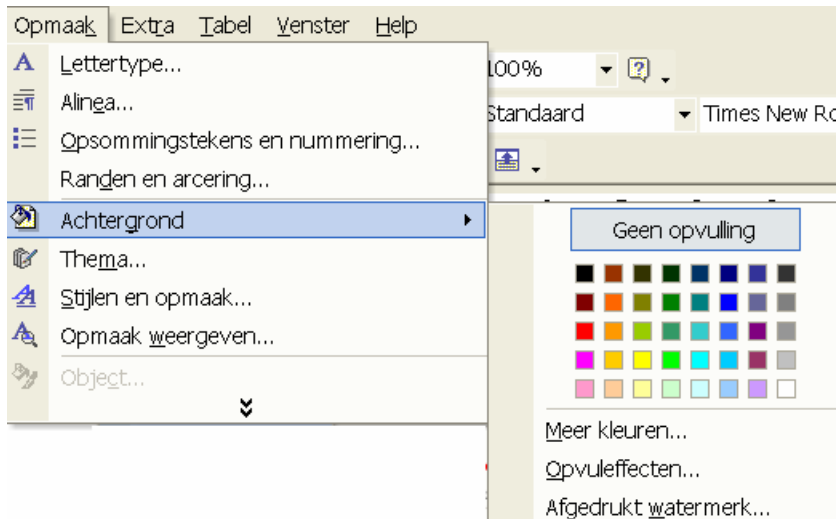 Opmaak Extra Tabel Venster Help
Lettertype...
100%
Alinea...
Standaard Times New Ro
Opsommingstekens en nummering...
Randen en arcering...
Achtergrond
Geen opvulling
Thema...
Stijlen en opmaak...
Opmaak weergeven...
Object...
Meer kleuren...
Opvuleffecten...
Afgedrukt watermerk...